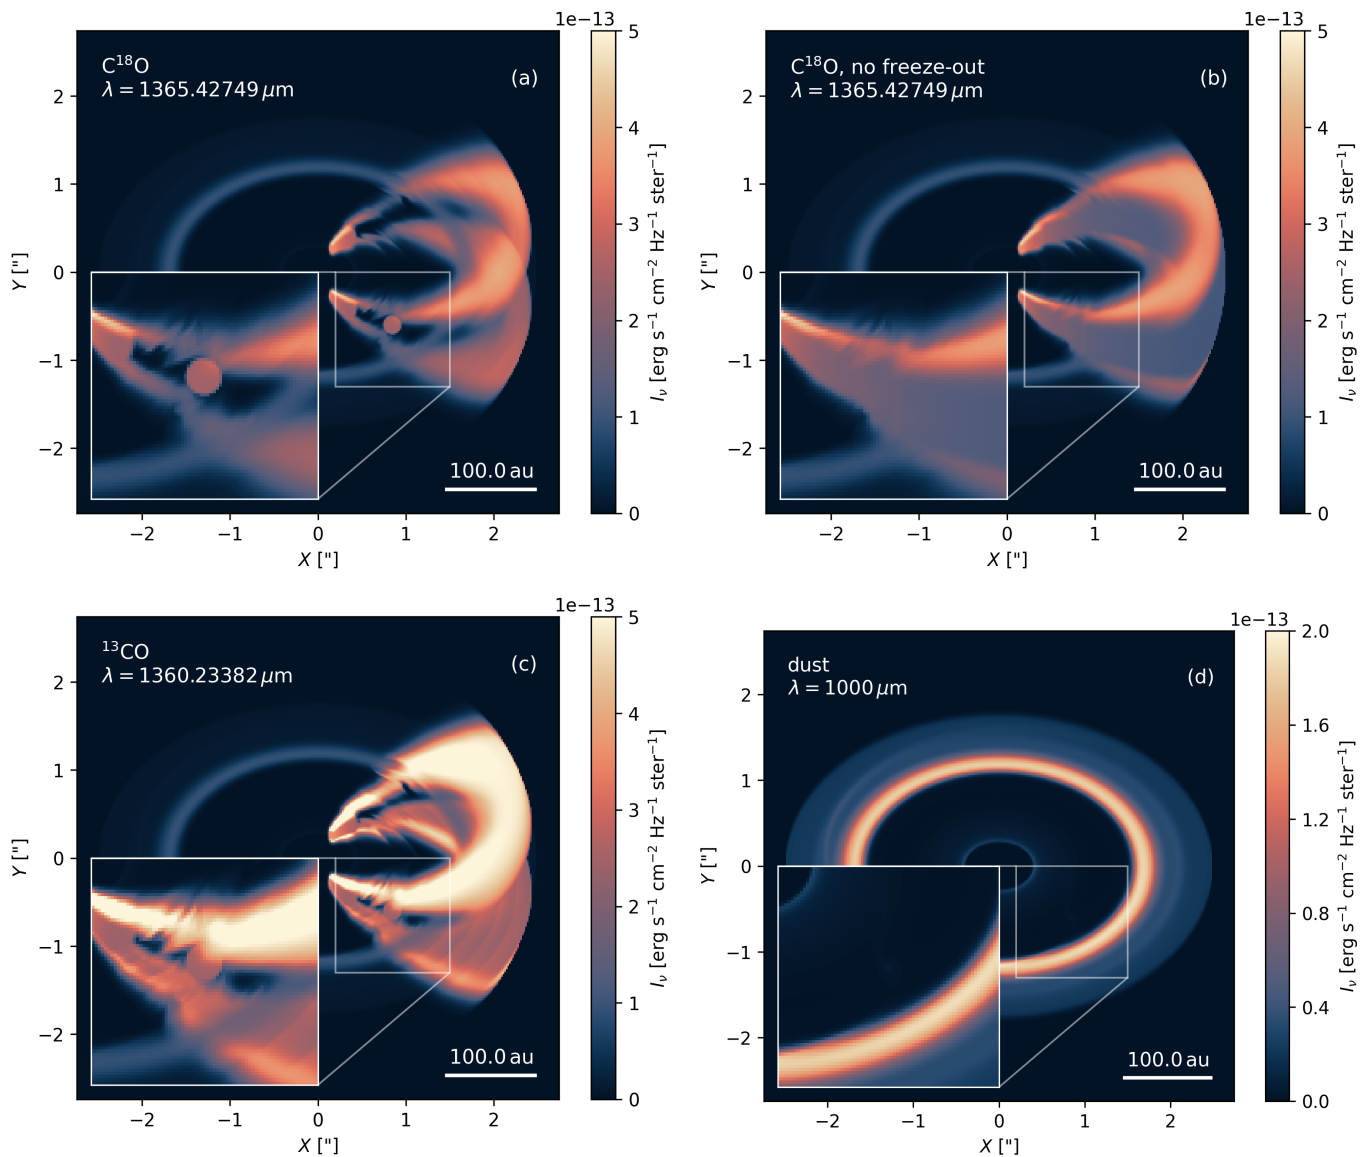 1e−13
C¹⁸O
λ = 1365.42749 μm
(a)
100.0 au
2
1
0
−1
−2
Y ["]
−2
−1
0
1
2
X ["]
5
4
3
2
1
0
Iν [erg s⁻¹ cm⁻² Hz⁻¹ ster⁻¹]
1e−13
C¹⁸O, no freeze-out
λ = 1365.42749 μm
(b)
100.0 au
2
1
0
−1
−2
Y ["]
−2
−1
0
1
2
X ["]
5
4
3
2
1
0
Iν [erg s⁻¹ cm⁻² Hz⁻¹ ster⁻¹]
1e−13
¹³CO
λ = 1360.23382 μm
(c)
100.0 au
2
1
0
−1
−2
Y ["]
−2
−1
0
1
2
X ["]
5
4
3
2
1
0
Iν [erg s⁻¹ cm⁻² Hz⁻¹ ster⁻¹]
1e−13
dust
λ = 1000 μm
(d)
100.0 au
2
1
0
−1
−2
Y ["]
−2
−1
0
1
2
X ["]
2.0
1.6
1.2
0.8
0.4
0.0
Iν [erg s⁻¹ cm⁻² Hz⁻¹ ster⁻¹]